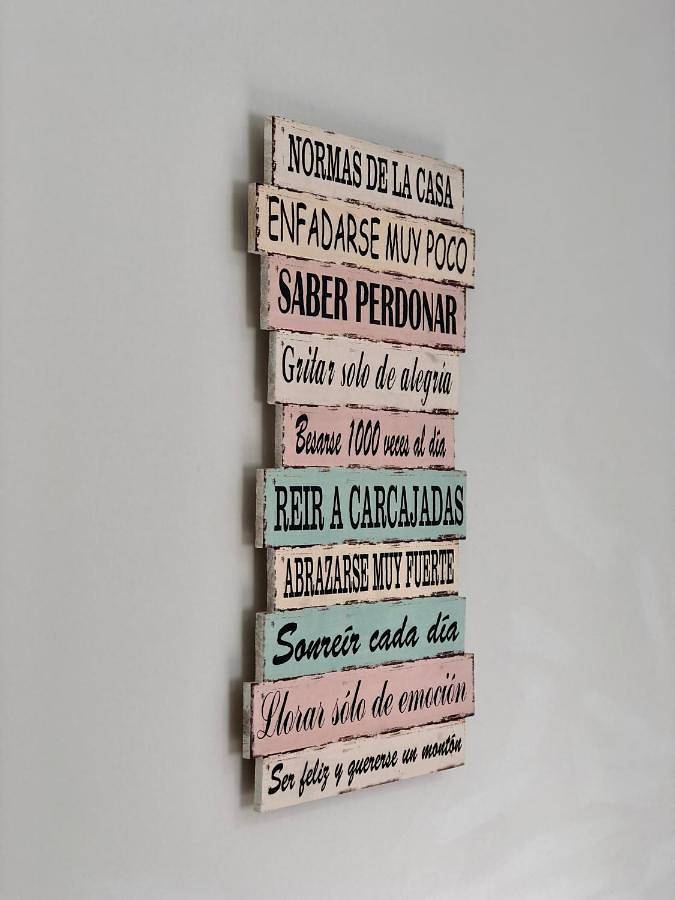 NORMAS DE LA CASA
ENFADARSE MUY POCO
SABER PERDONAR
Gritar solo de alegría
Besarse 1000 veces al día
REIR A CARCAJADAS
ABRAZARSE MUY FUERTE
Sonreír cada día
Llorar sólo de emoción
Ser feliz y quererse un montón